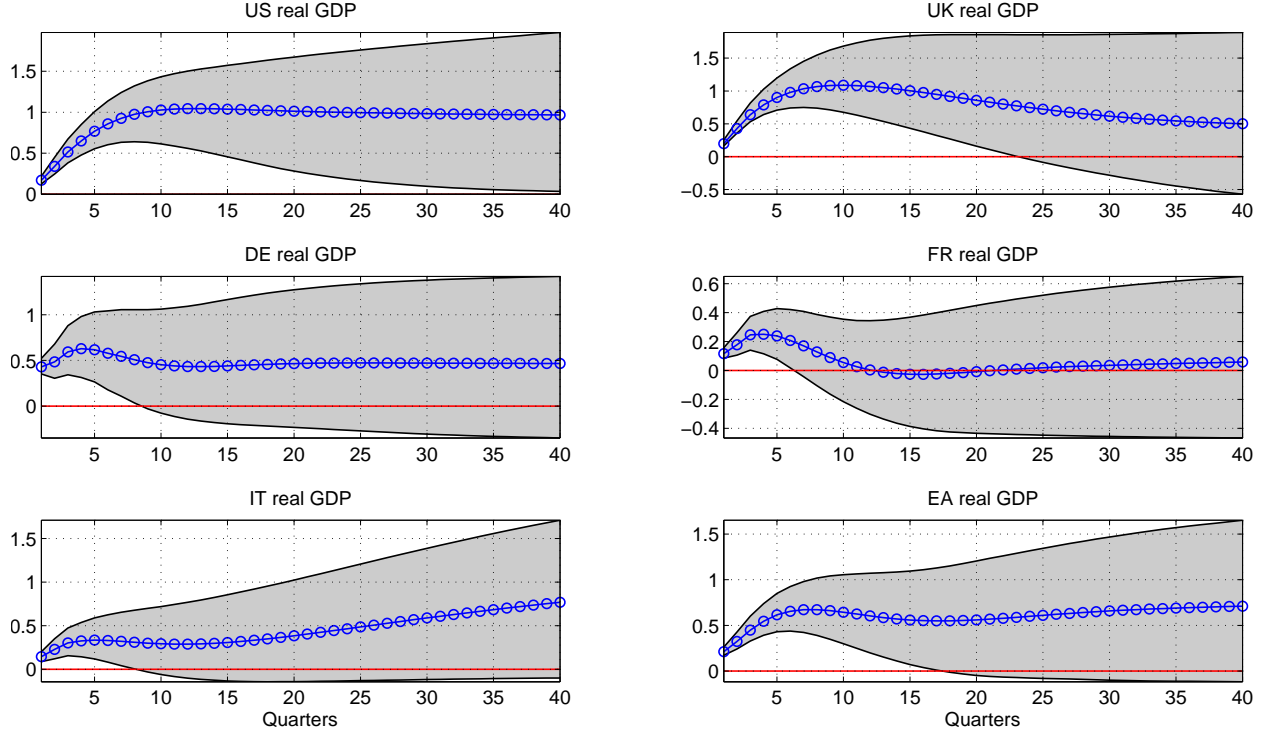 US real GDP
1.5
1
0.5
0
5 10 15 20 25 30 35 40
UK real GDP
1.5
1
0.5
0
−0.5
5 10 15 20 25 30 35 40
DE real GDP
1
0.5
0
5 10 15 20 25 30 35 40
FR real GDP
0.6
0.4
0.2
0
−0.2
−0.4
5 10 15 20 25 30 35 40
IT real GDP
1.5
1
0.5
0
5 10 15 20 25 30 35 40
Quarters
EA real GDP
1.5
1
0.5
0
5 10 15 20 25 30 35 40
Quarters